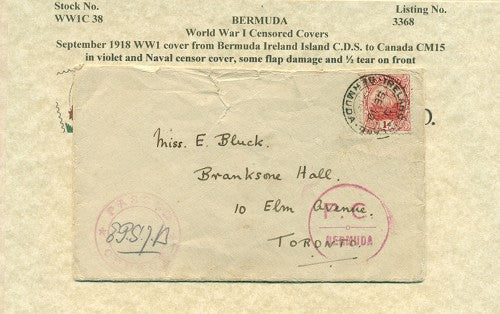 Stock No.
WW1C 38
BERMUDA
Listing No.
3368
World War I Censored Covers
September 1918 WW1 cover from Bermuda Ireland Island C.D.S. to Canada CM15
in violet and Naval censor cover, some flap damage and ½ tear on front
Miss. E. Bluck.
Branksone Hall.
10 Elm Avenue.
TORONTO
P.C.
BERMUDA
PASS